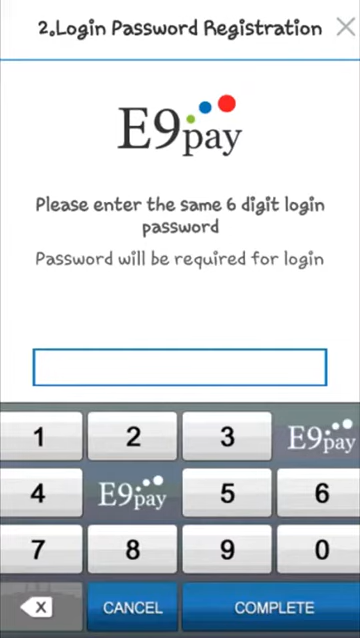 2.Login Password Registration
E9pay
Please enter the same 6 digit login
password
Password will be required for login
1 2 3 E9pay
4 E9pay 5 6
7 8 9 0
X CANCEL COMPLETE